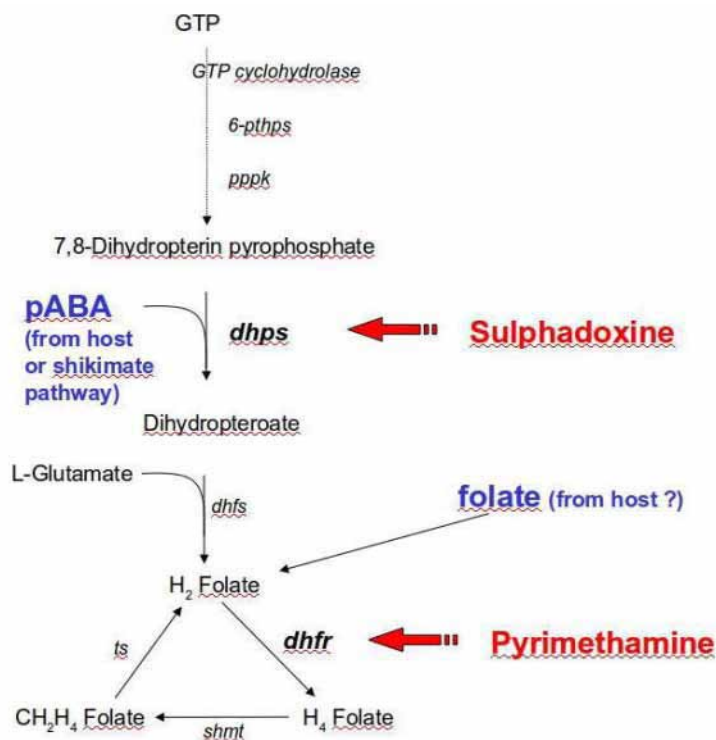 GTP
GTP cyclohydrolase
6-pthps
pppk
7,8-Dihydropterin pyrophosphate
pABA
(from host
or shikimate
pathway)
dhps
Sulphadoxine
Dihydropteroate
L-Glutamate
dhfs
folate (from host ?)
H₂ Folate
ts
dhfr
Pyrimethamine
CH₂H₄ Folate
shmt
H₄ Folate